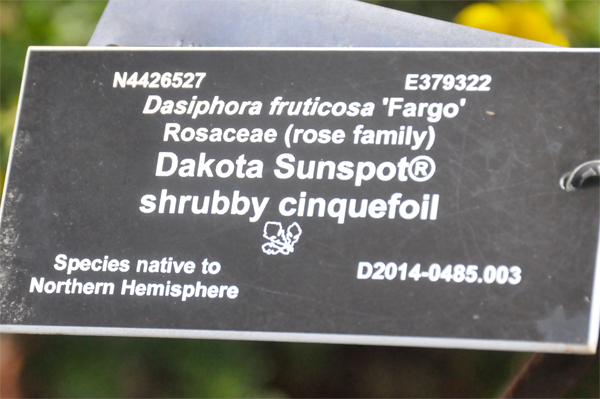 N4426527 E379322
Dasiphora fruticosa 'Fargo'
Rosaceae (rose family)
Dakota Sunspot®
shrubby cinquefoil
Species native to
Northern Hemisphere
D2014-0485.003